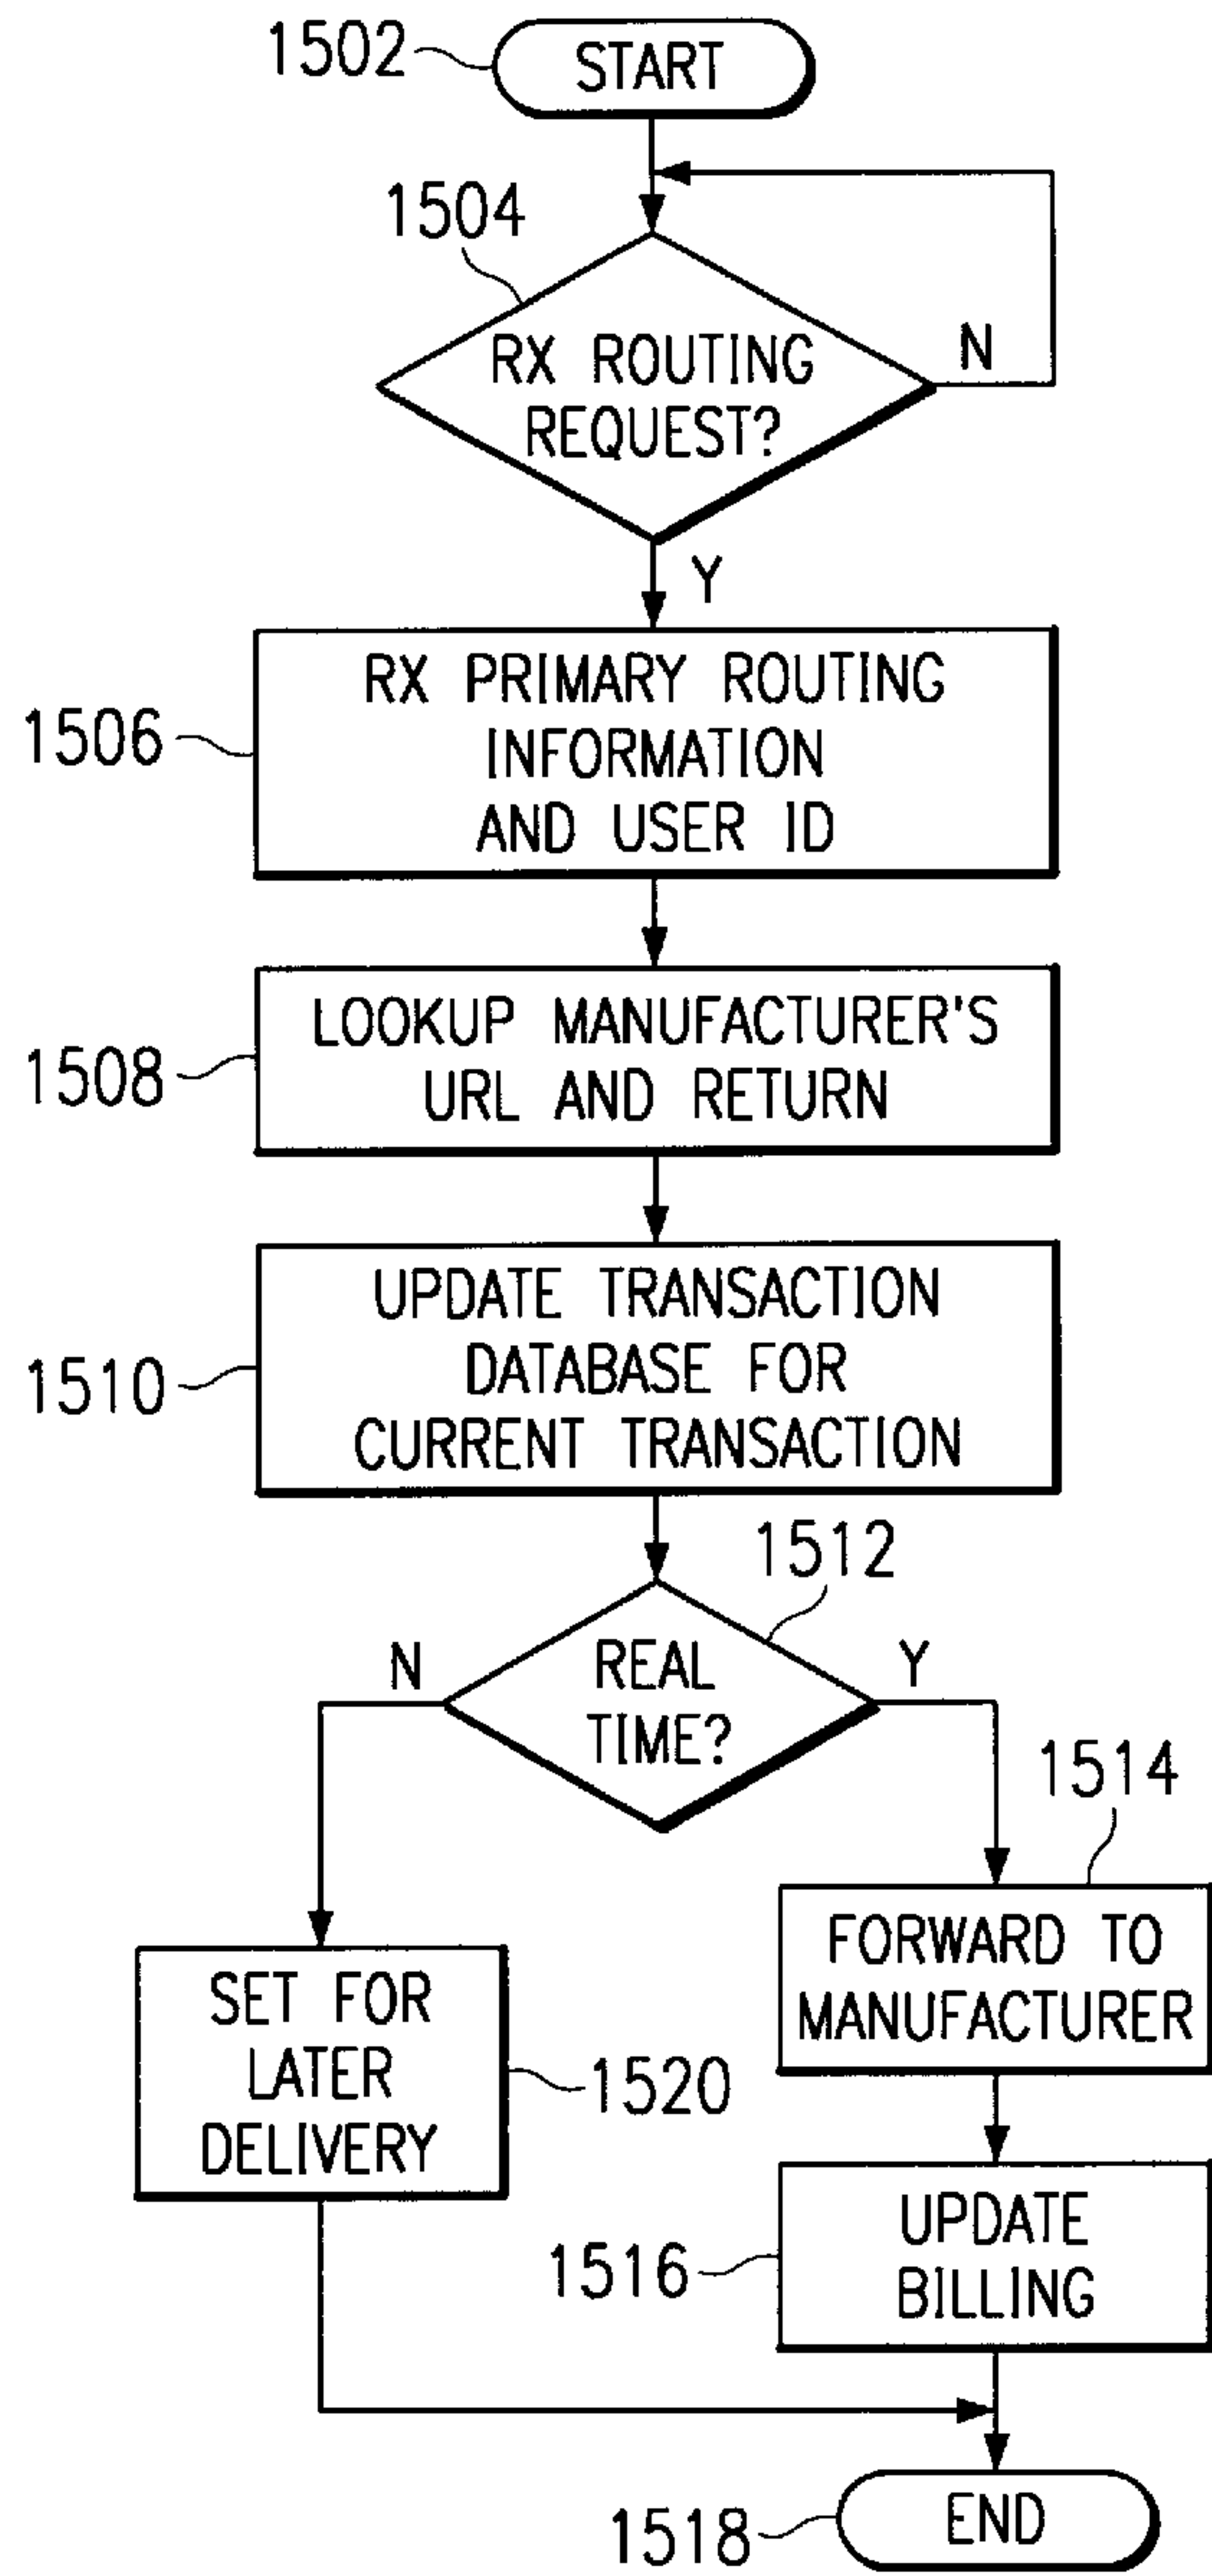 1502
START
1504
RX ROUTING
REQUEST?
N
Y
1506
RX PRIMARY ROUTING
INFORMATION
AND USER ID
1508
LOOKUP MANUFACTURER'S
URL AND RETURN
1510
UPDATE TRANSACTION
DATABASE FOR
CURRENT TRANSACTION
1512
N
REAL
TIME?
Y
1514
FORWARD TO
MANUFACTURER
SET FOR
LATER
DELIVERY
1520
1516
UPDATE
BILLING
1518
END